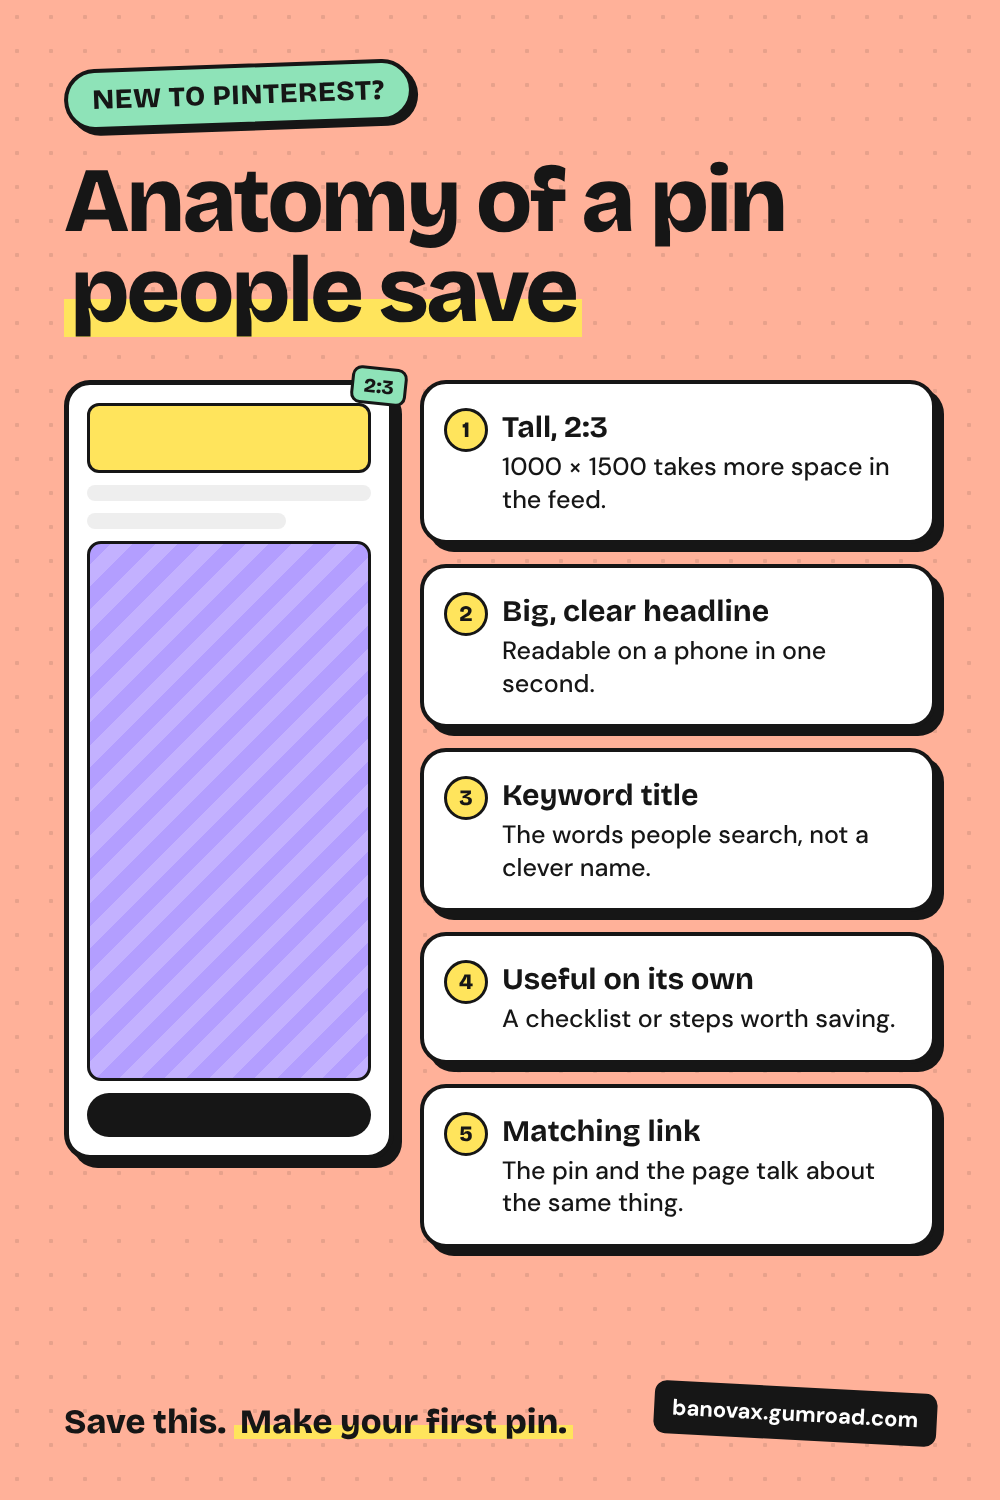 NEW TO PINTEREST?
Anatomy of a pin
people save
2:3
1
Tall, 2:3
1000 × 1500 takes more space in
the feed.
2
Big, clear headline
Readable on a phone in one
second.
3
Keyword title
The words people search, not a
clever name.
4
Useful on its own
A checklist or steps worth saving.
5
Matching link
The pin and the page talk about
the same thing.
Save this. Make your first pin.
banovax.gumroad.com